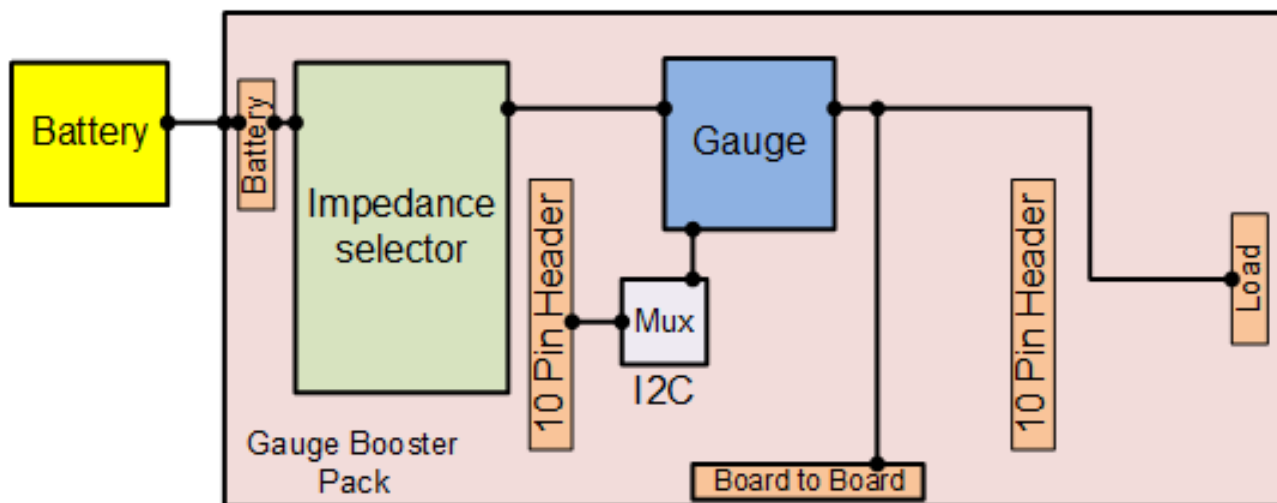 Battery
Battery
Impedance
selector
10 Pin Header
Gauge
Mux
I2C
10 Pin Header
Load
Gauge Booster
Pack
Board to Board